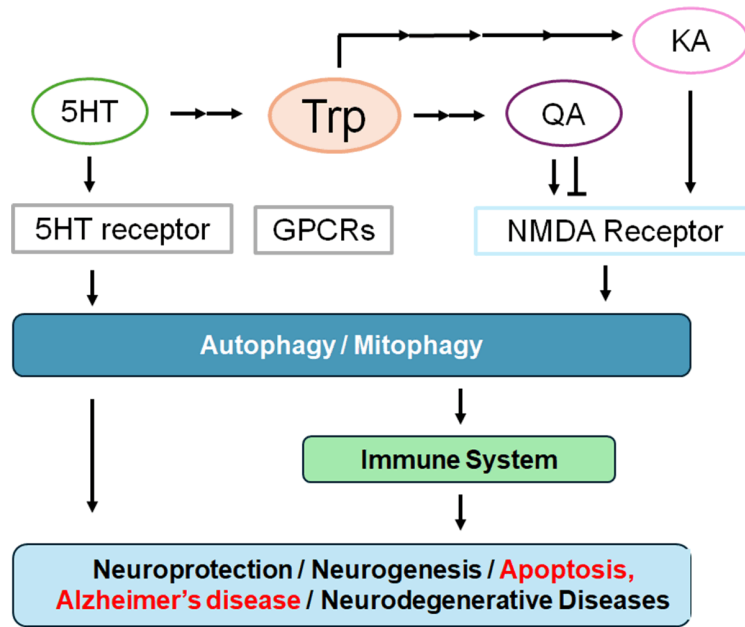 KA
5HT
Trp
QA
5HT receptor
GPCRs
NMDA Receptor
Autophagy / Mitophagy
Immune System
Neuroprotection / Neurogenesis / Apoptosis,
Alzheimer's disease / Neurodegenerative Diseases